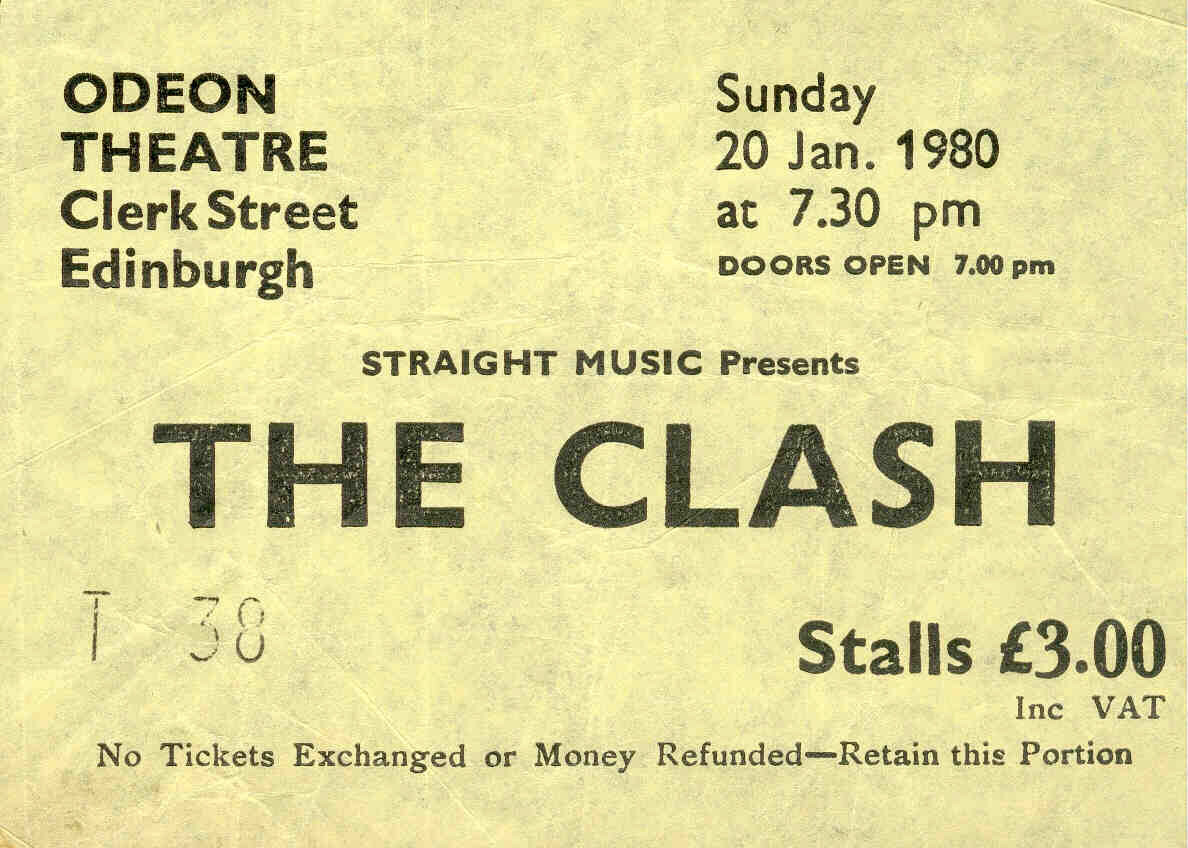 ODEON
THEATRE
Clerk Street
Edinburgh
Sunday
20 Jan. 1980
at 7.30 pm
DOORS OPEN 7.00 pm
STRAIGHT MUSIC Presents
THE CLASH
T 38
Stalls £3.00
Inc VAT
No Tickets Exchanged or Money Refunded—Retain this Portion